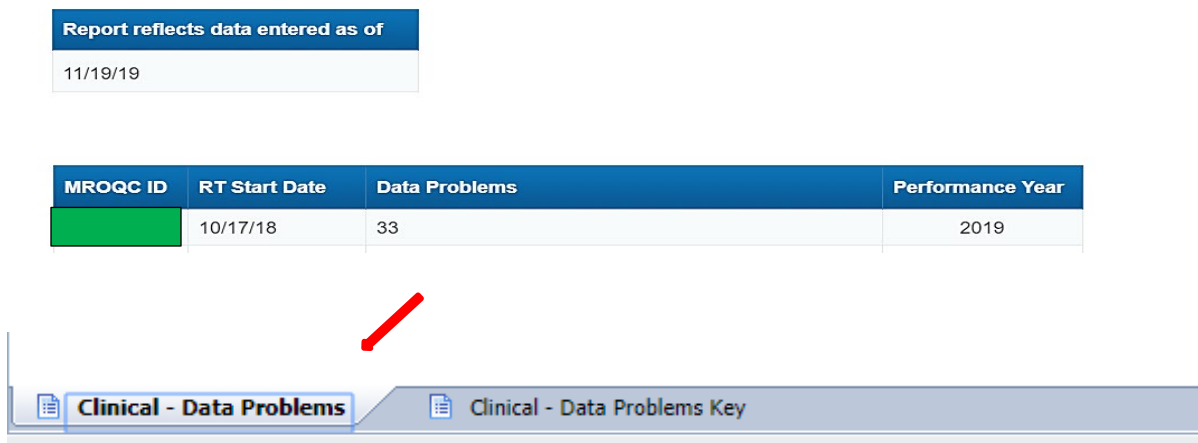 Report reflects data entered as of
11/19/19
MROQC ID RT Start Date Data Problems Performance Year
10/17/18 33 2019
Clinical - Data Problems Clinical - Data Problems Key